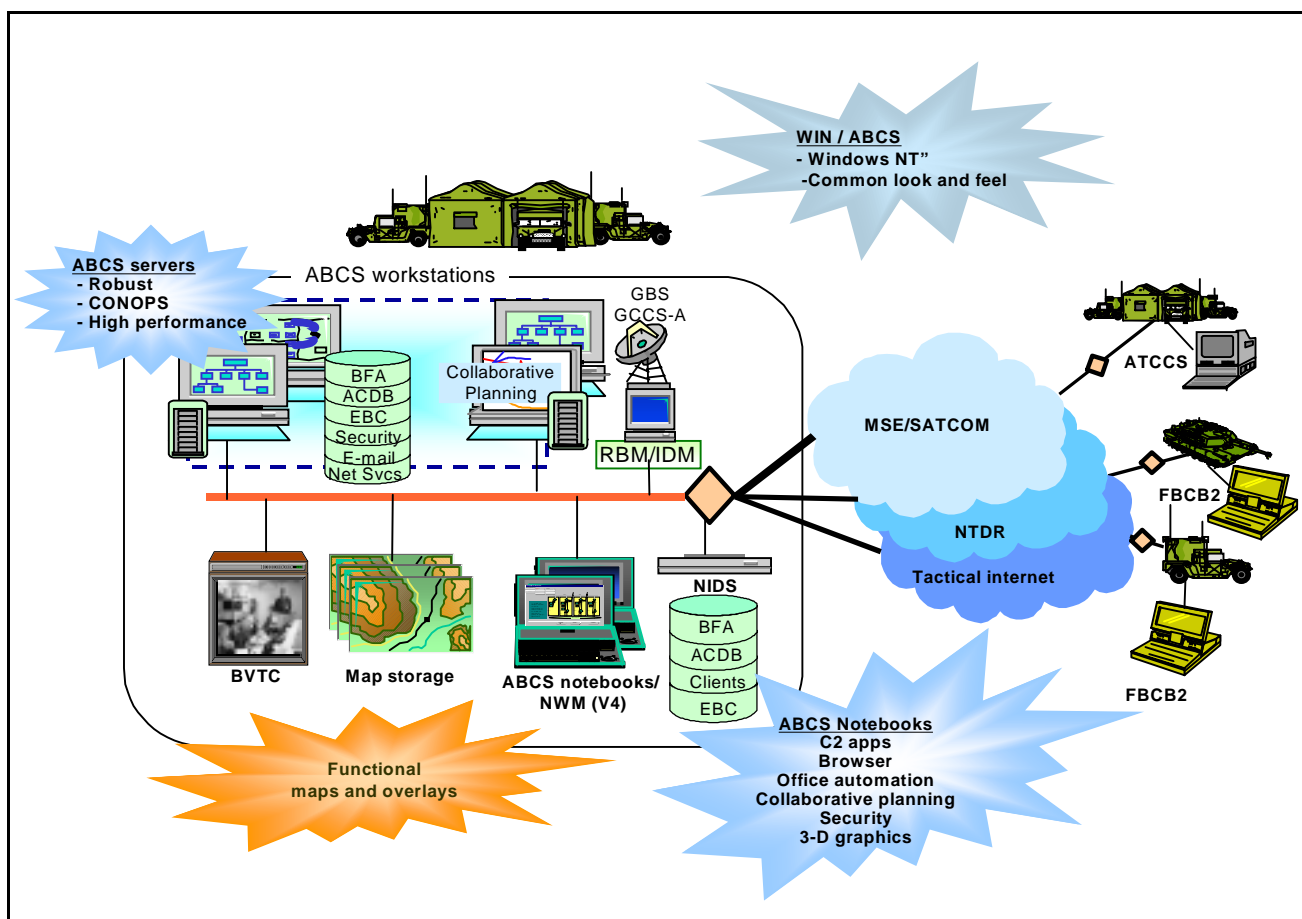 WIN / ABCS
- Windows NT”
-Common look and feel
ABCS servers
- Robust
- CONOPS
- High performance
ABCS workstations
GBS
GCCS-A
BFA
ACDB
EBC
Security
E-mail
Net Svcs
Collaborative
Planning
RBM/IDM
MSE/SATCOM
NTDR
Tactical internet
ATCCS
FBCB2
FBCB2
BVTC
Map storage
ABCS notebooks/
NWM (V4)
NIDS
BFA
ACDB
Clients
EBC
Functional
maps and overlays
ABCS Notebooks
C2 apps
Browser
Office automation
Collaborative planning
Security
3-D graphics